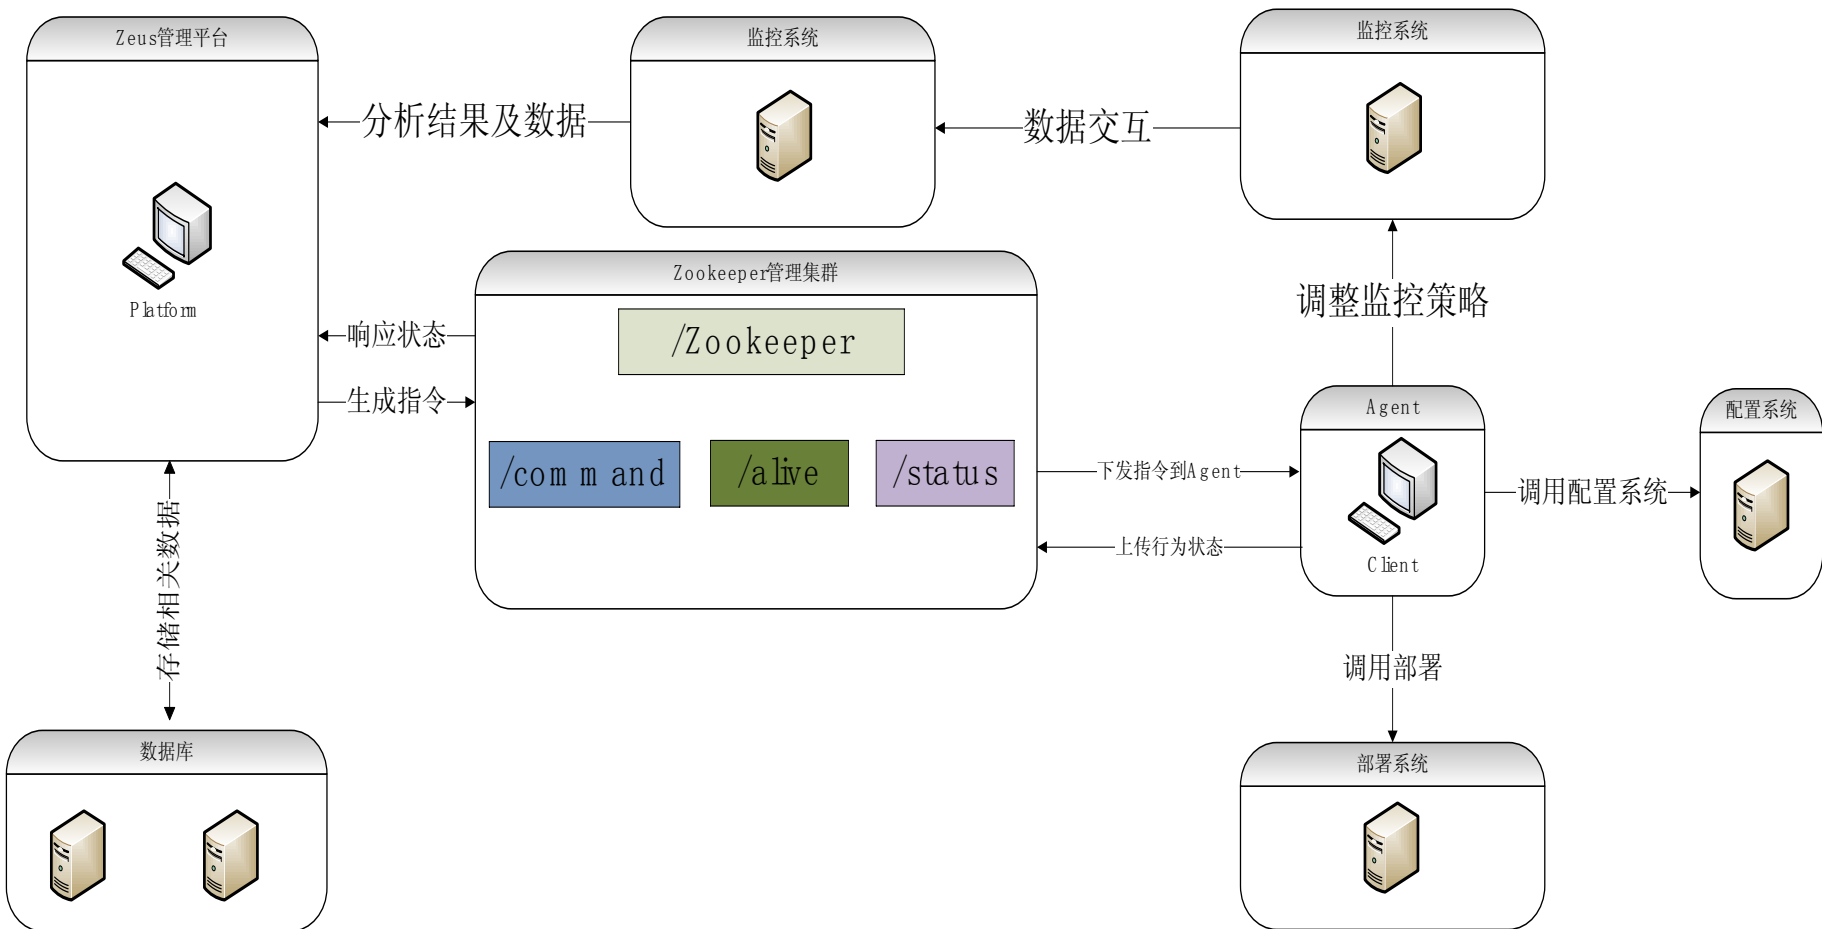 Zeus管理平台
监控系统
监控系统
分析结果及数据
数据交互
Platform
Zookeeper管理集群
/Zookeeper
响应状态
生成指令
/command
/alive
/status
调整监控策略
Agent
配置系统
下发指令到Agent
调用配置系统
上传行为状态
Client
存储相关数据
调用部署
数据库
部署系统